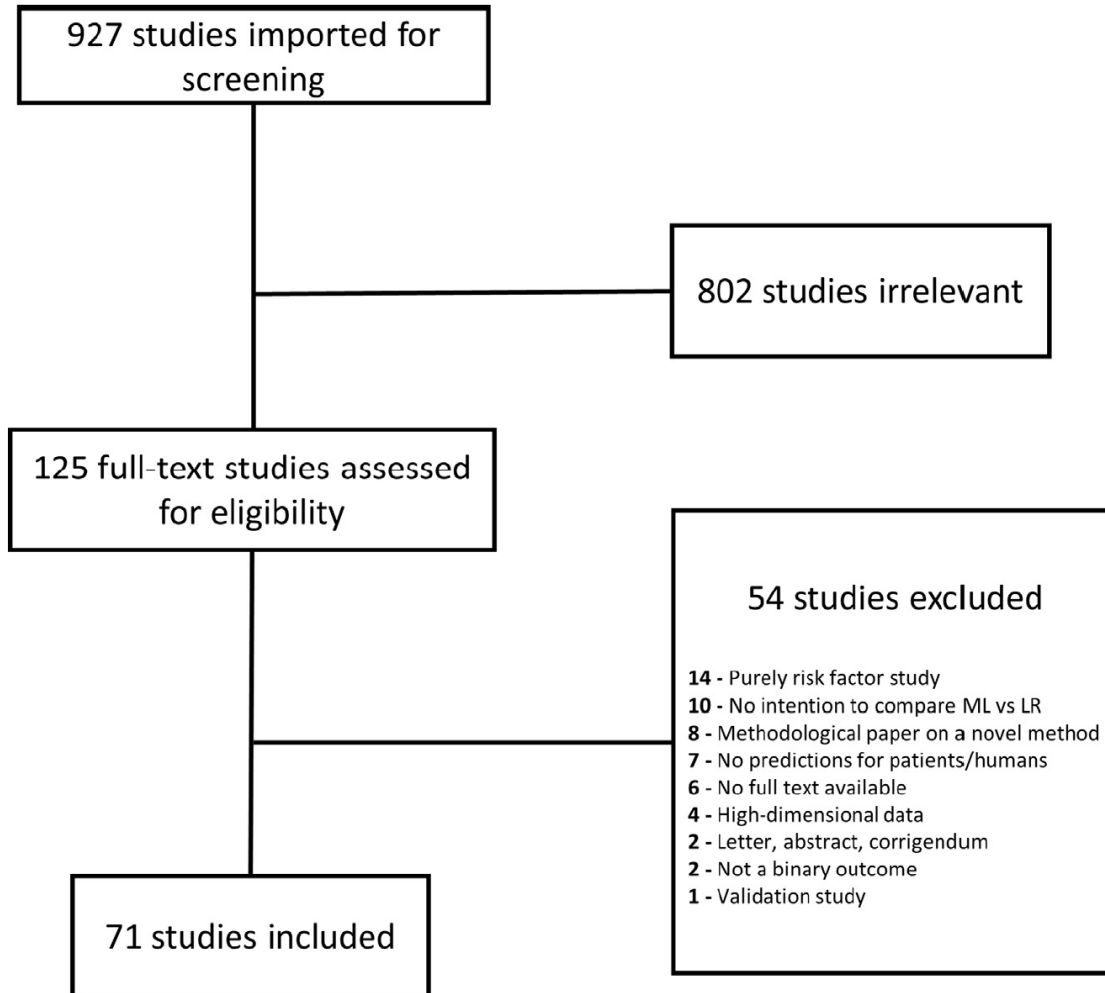 927 studies imported for
screening
802 studies irrelevant
125 full-text studies assessed
for eligibility
54 studies excluded
14 - Purely risk factor study
10 - No intention to compare ML vs LR
8 - Methodological paper on a novel method
7 - No predictions for patients/humans
6 - No full text available
4 - High-dimensional data
2 - Letter, abstract, corrigendum
2 - Not a binary outcome
1 - Validation study
71 studies included